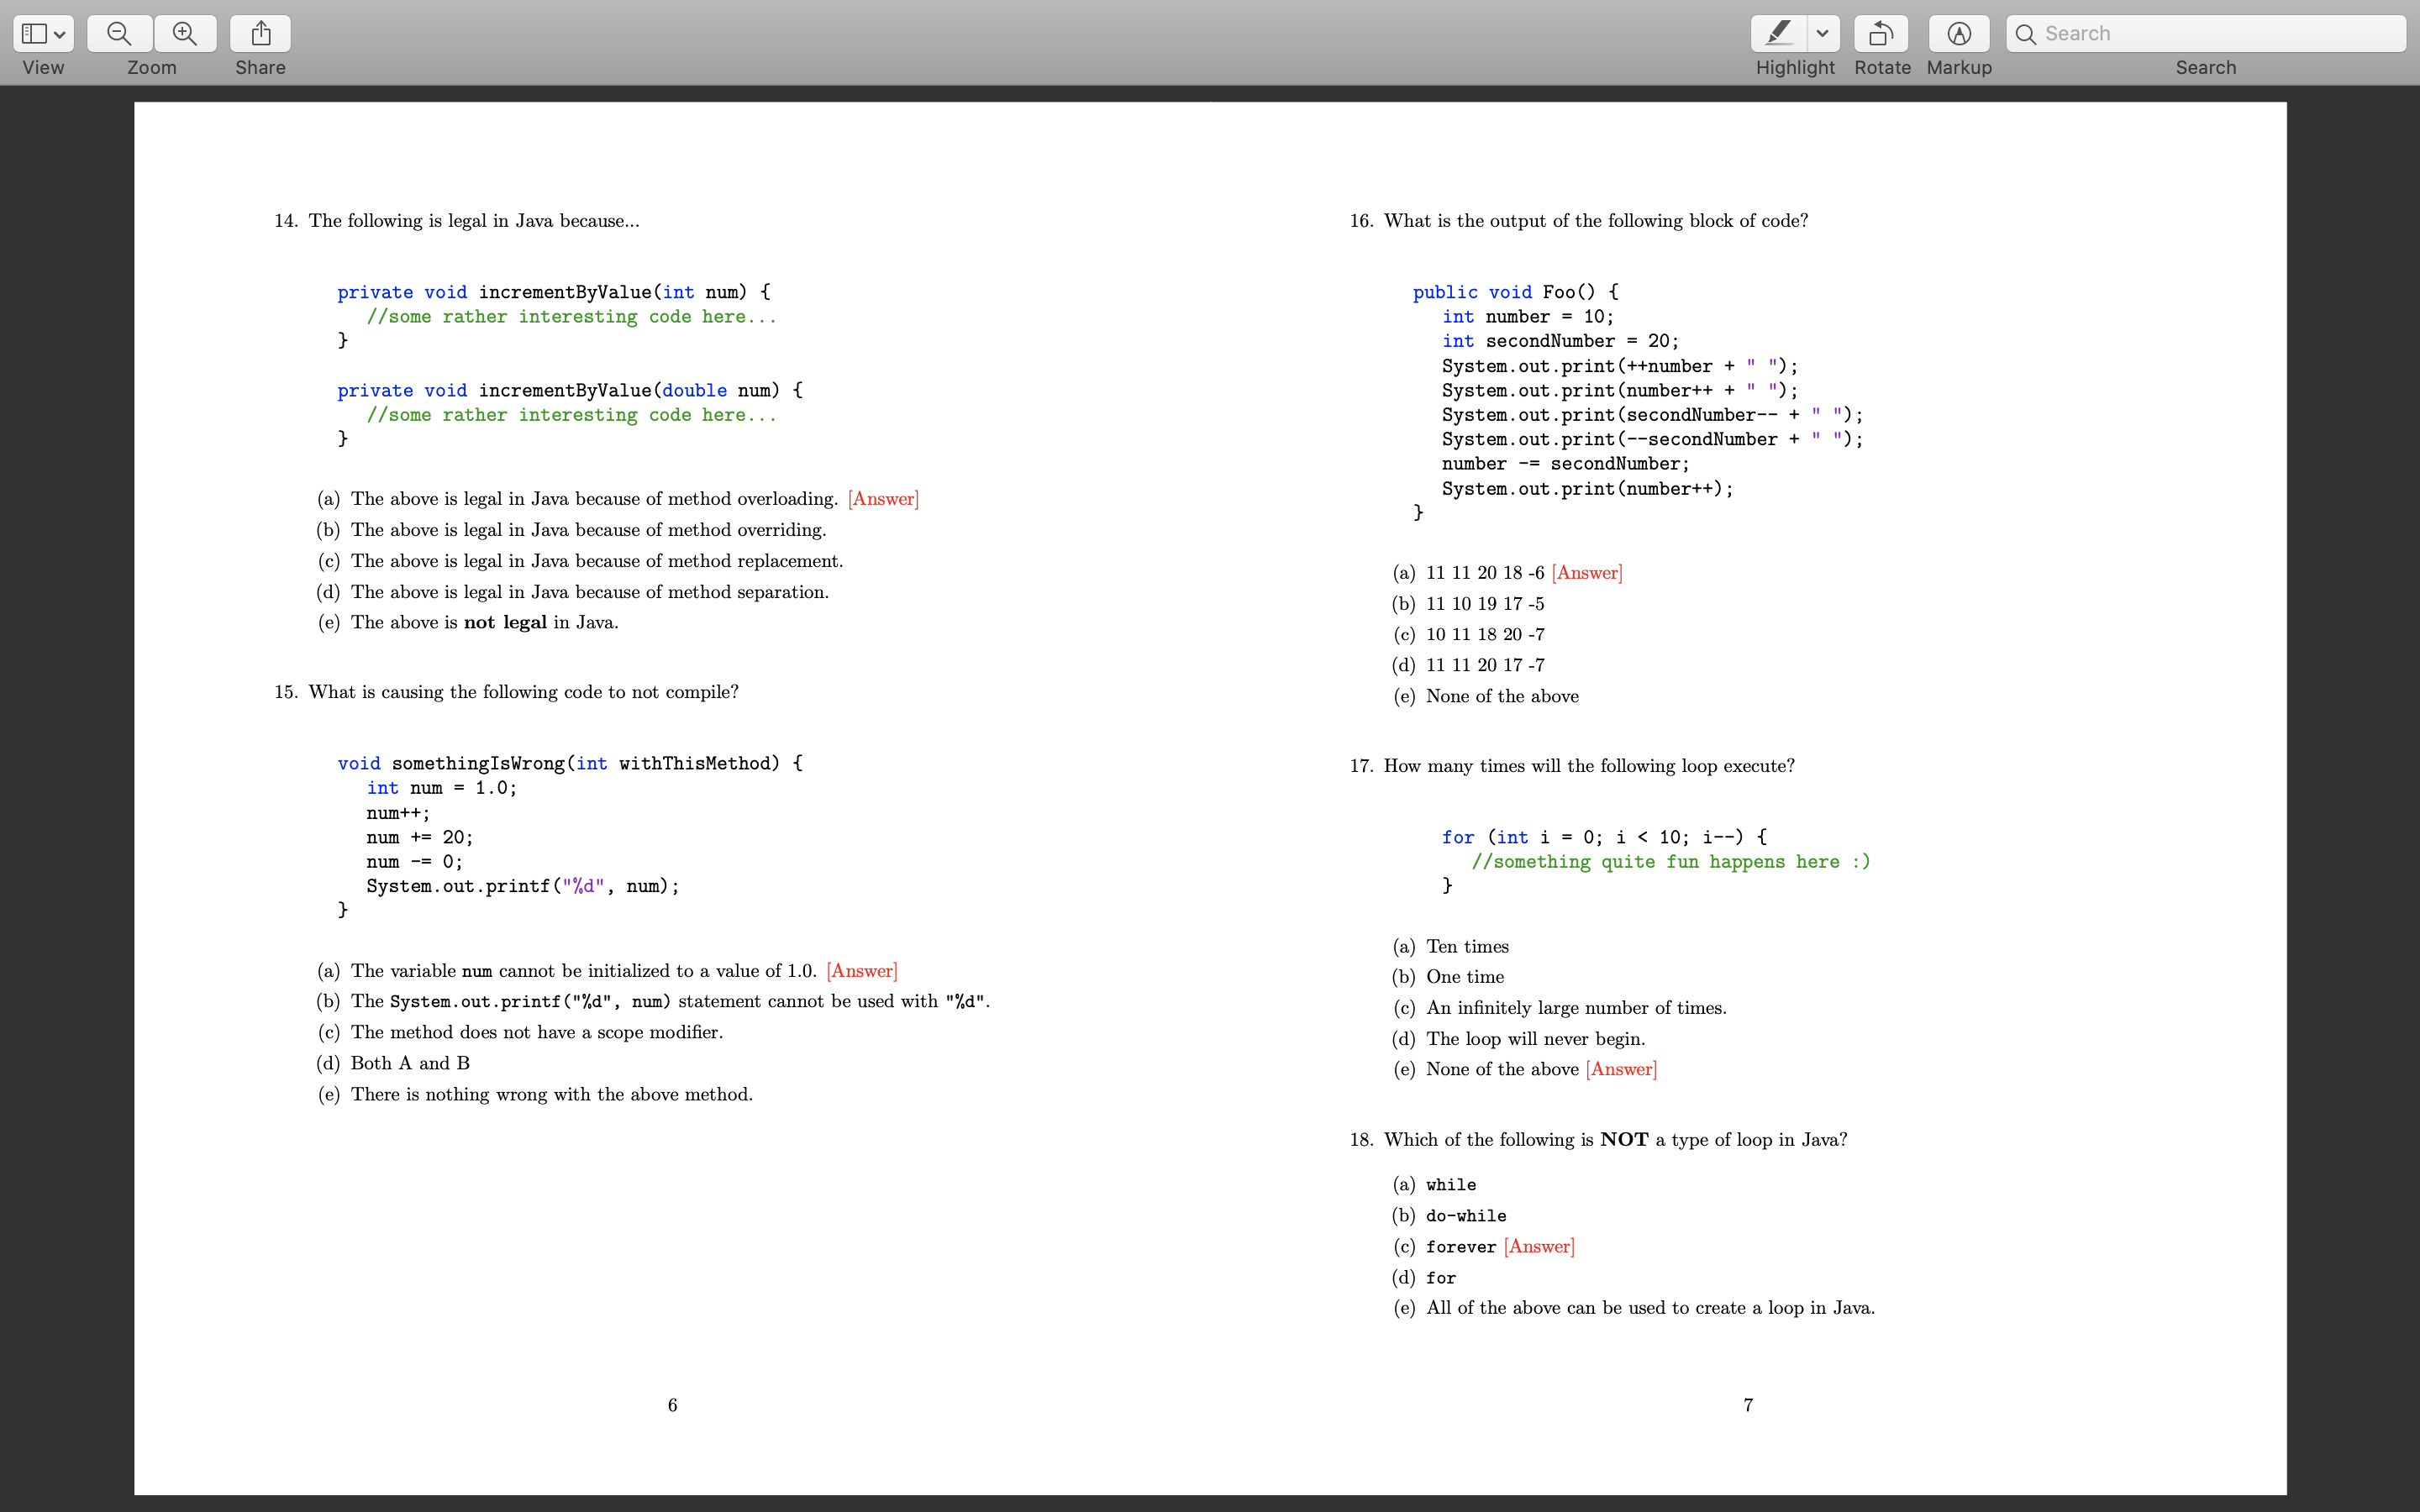 View
Zoom
Share
Highlight
Rotate
Markup
Search
Search
14. The following is legal in Java because...
private void incrementByValue(int num) {
//some rather interesting code here...
}
private void incrementByValue(double num) {
//some rather interesting code here...
}
(a) The above is legal in Java because of method overloading. [Answer]
(b) The above is legal in Java because of method overriding.
(c) The above is legal in Java because of method replacement.
(d) The above is legal in Java because of method separation.
(e) The above is not legal in Java.
15. What is causing the following code to not compile?
void somethingIsWrong(int withThisMethod) {
int num = 1.0;
num++;
num += 20;
num -= 0;
System.out.printf("%d", num);
}
(a) The variable num cannot be initialized to a value of 1.0. [Answer]
(b) The System.out.printf("%d", num) statement cannot be used with "%d".
(c) The method does not have a scope modifier.
(d) Both A and B
(e) There is nothing wrong with the above method.
6
16. What is the output of the following block of code?
public void Foo() {
int number = 10;
int secondNumber = 20;
System.out.print(++number + " ");
System.out.print(number++ + " ");
System.out.print(secondNumber-- + " ");
System.out.print(--secondNumber + " ");
number -= secondNumber;
System.out.print(number++);
}
(a) 11 11 20 18 -6 [Answer]
(b) 11 10 19 17 -5
(c) 10 11 18 20 -7
(d) 11 11 20 17 -7
(e) None of the above
17. How many times will the following loop execute?
for (int i = 0; i < 10; i--) {
//something quite fun happens here :)
}
(a) Ten times
(b) One time
(c) An infinitely large number of times.
(d) The loop will never begin.
(e) None of the above [Answer]
18. Which of the following is NOT a type of loop in Java?
(a) while
(b) do-while
(c) forever [Answer]
(d) for
(e) All of the above can be used to create a loop in Java.
7